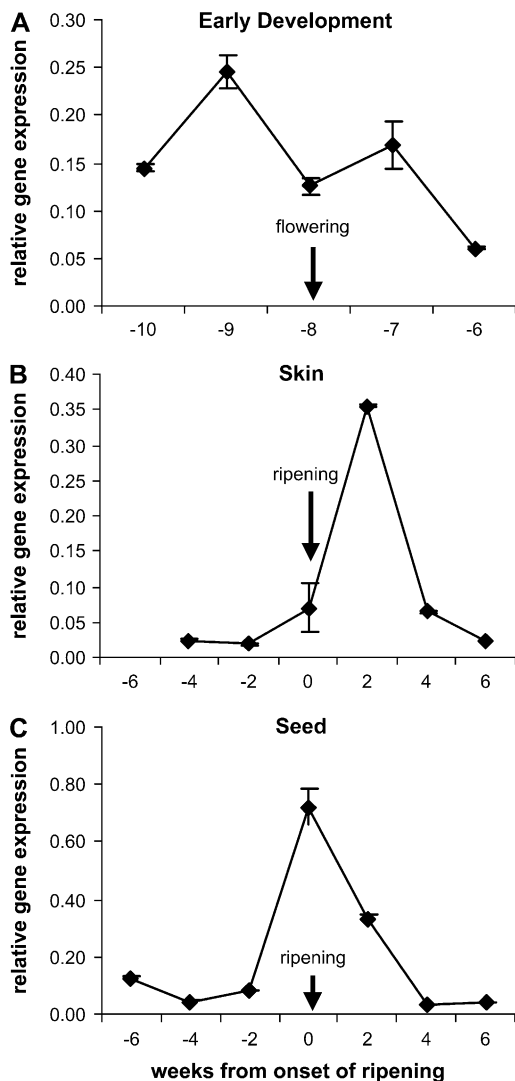 A
Early Development
relative gene expression
0.30
0.25
0.20
0.15
0.10
0.05
0.00
flowering
-10 -9 -8 -7 -6
B
Skin
relative gene expression
0.40
0.35
0.30
0.25
0.20
0.15
0.10
0.05
0.00
ripening
-6 -4 -2 0 2 4 6
C
Seed
relative gene expression
1.00
0.80
0.60
0.40
0.20
0.00
ripening
-6 -4 -2 0 2 4 6
weeks from onset of ripening